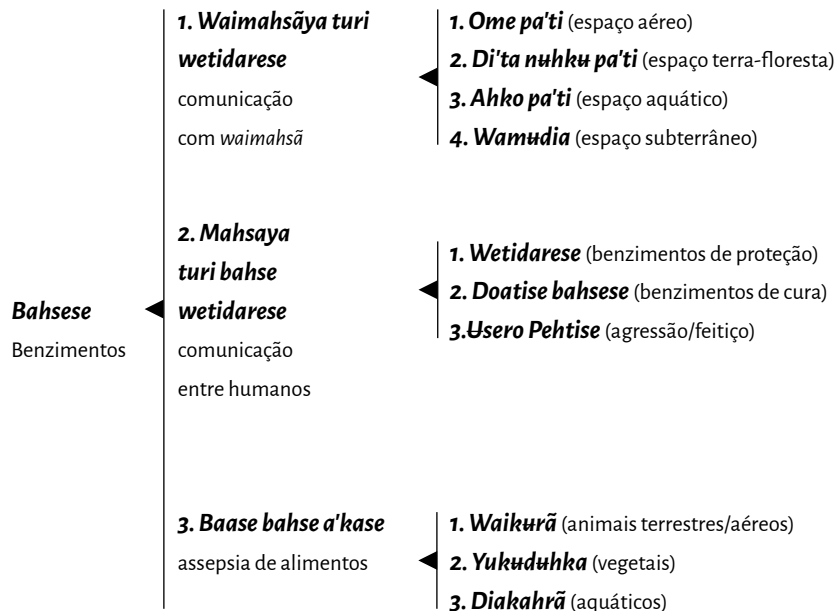 Bahsese
Benzimentos
1. Waimahsãya turi
wetidarese
comunicação
com waimahsã
1. Ome pa'ti (espaço aéreo)
2. Di'ta nʉhkʉ pa'ti (espaço terra-floresta)
3. Ahko pa'ti (espaço aquático)
4. Wamʉdia (espaço subterrâneo)
2. Mahsaya
turi bahse
wetidarese
comunicação
entre humanos
1. Wetidarese (benzimentos de proteção)
2. Doatise bahsese (benzimentos de cura)
3.Ʉsero Pehtise (agressão/feitiço)
3. Baase bahse a'kase
assepsia de alimentos
1. Waikʉrã (animais terrestres/aéreos)
2. Yukʉdʉhka (vegetais)
3. Diakahrã (aquáticos)